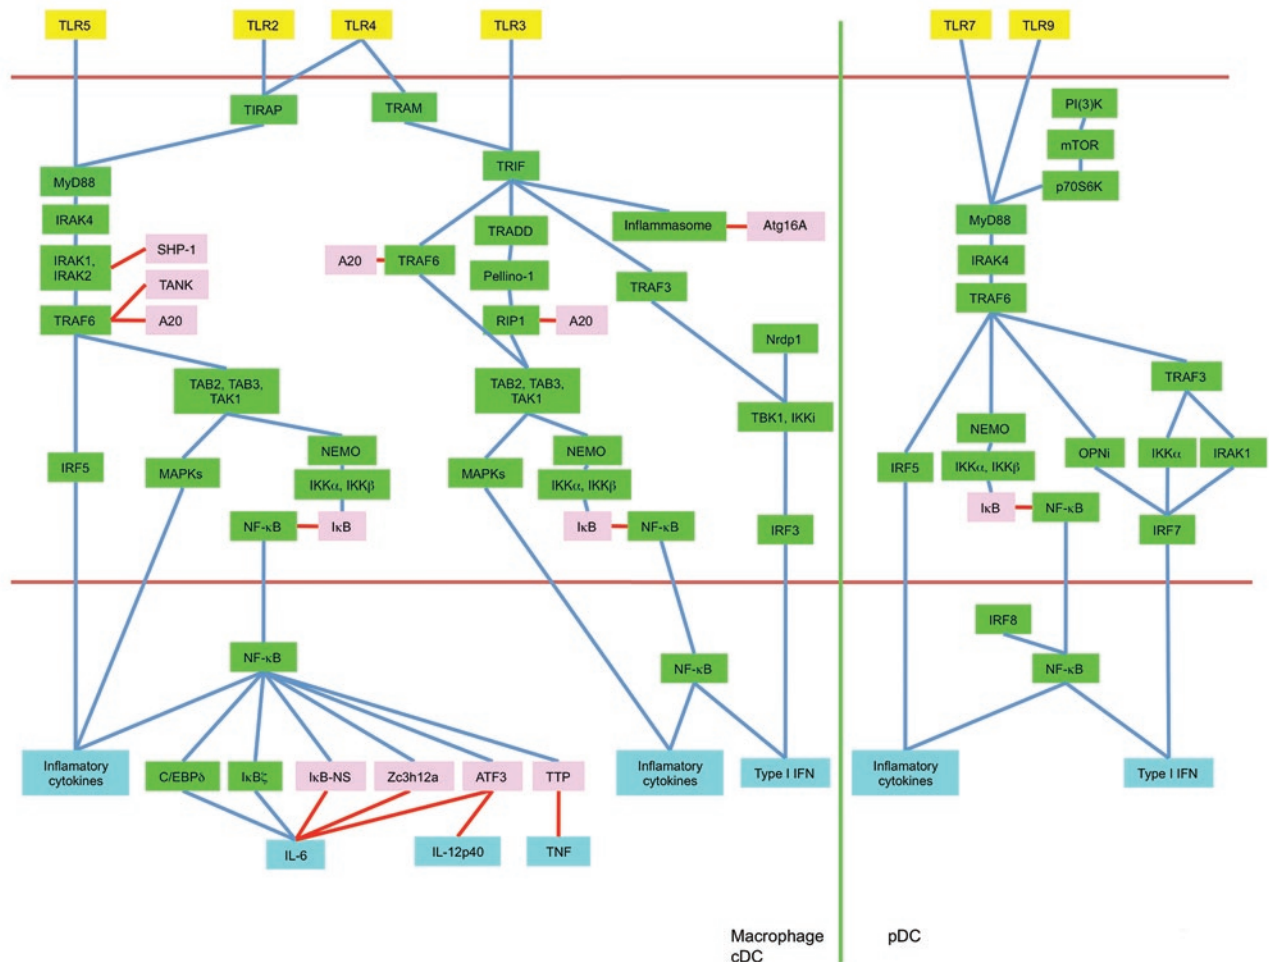 TLR5
TLR2
TLR4
TLR3
TLR7
TLR9
TIRAP
TRAM
PI(3)K
mTOR
TRIF
MyD88
p70S6K
IRAK4
TRADD
Inflammasome
Atg16A
MyD88
SHP-1
IRAK1,
IRAK2
A20
TRAF6
IRAK4
Pellino-1
TANK
TRAF3
TRAF6
TRAF6
A20
RIP1
A20
Nrdp1
TAB2, TAB3,
TAK1
TAB2, TAB3,
TAK1
TRAF3
TBK1, IKKi
NEMO
NEMO
NEMO
IRF5
MAPKs
MAPKs
IRF5
OPNi
IKKα
IRAK1
IKKα, IKKβ
IKKα, IKKβ
IKKα, IKKβ
NF-κB
IκB
IκB
NF-κB
IRF3
IκB
NF-κB
IRF7
IRF8
NF-κB
NF-κB
NF-κB
Inflamatory
cytokines
C/EBPδ
IκBζ
IκB-NS
Zc3h12a
ATF3
TTP
Inflamatory
cytokines
Type I IFN
Inflamatory
cytokines
Type I IFN
IL-6
IL-12p40
TNF
Macrophage
cDC
pDC